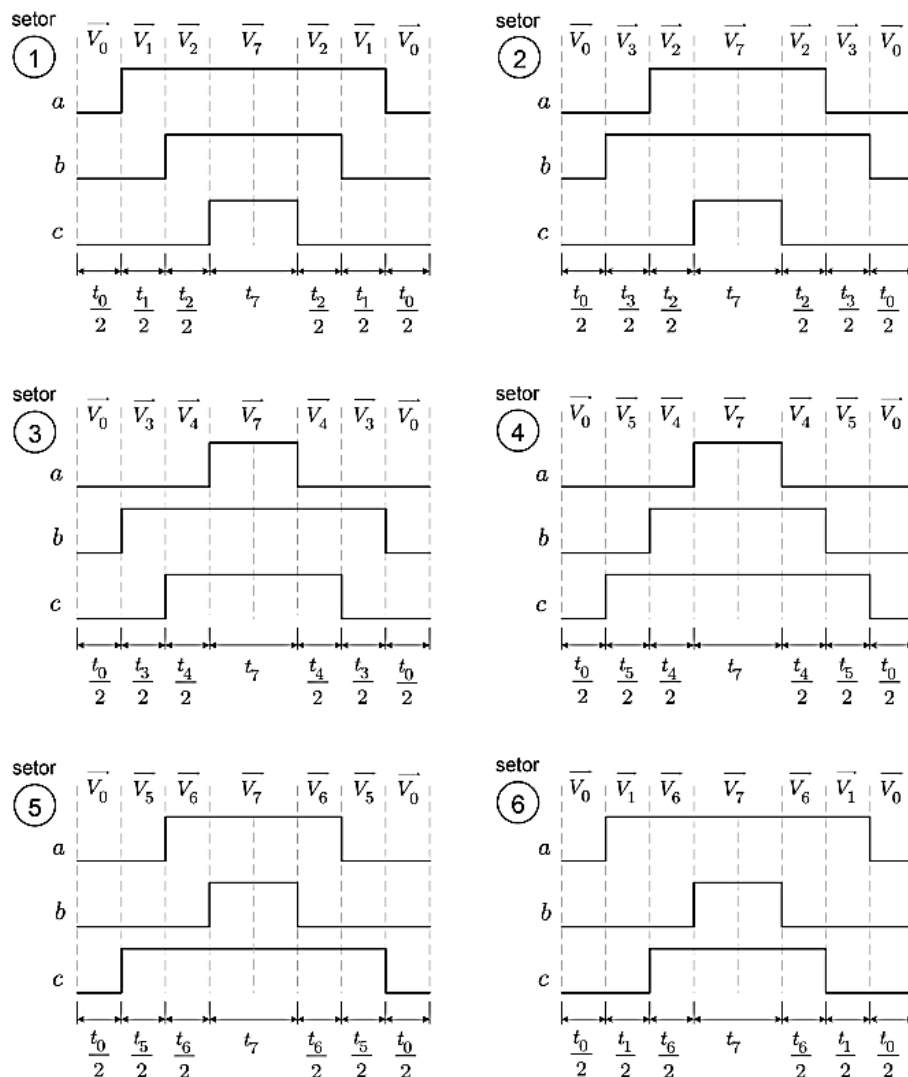 setor
1
V₀ V₁ V₂ V₇ V₂ V₁ V₀
a
b
c
t₀/2 t₁/2 t₂/2 t₇ t₂/2 t₁/2 t₀/2
setor
2
V₀ V₃ V₂ V₇ V₂ V₃ V₀
a
b
c
t₀/2 t₃/2 t₂/2 t₇ t₂/2 t₃/2 t₀/2
setor
3
V₀ V₃ V₄ V₇ V₄ V₃ V₀
a
b
c
t₀/2 t₃/2 t₄/2 t₇ t₄/2 t₃/2 t₀/2
setor
4
V₀ V₅ V₄ V₇ V₄ V₅ V₀
a
b
c
t₀/2 t₅/2 t₄/2 t₇ t₄/2 t₅/2 t₀/2
setor
5
V₀ V₅ V₆ V₇ V₆ V₅ V₀
a
b
c
t₀/2 t₅/2 t₆/2 t₇ t₆/2 t₅/2 t₀/2
setor
6
V₀ V₁ V₆ V₇ V₆ V₁ V₀
a
b
c
t₀/2 t₁/2 t₆/2 t₇ t₆/2 t₁/2 t₀/2